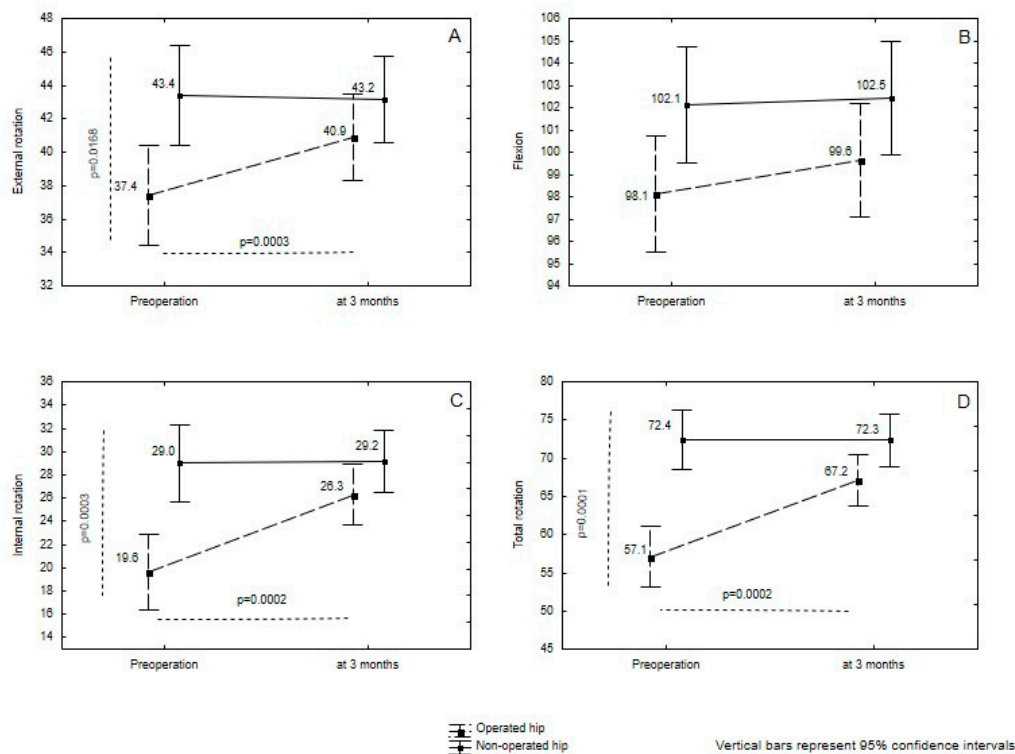 A
External rotation
48
46
44
42
40
38
36
34
32
43.4
43.2
40.9
37.4
p=0.0168
p=0.0003
Preoperation
at 3 months
B
Flexion
106
105
104
103
102
101
100
99
98
97
96
95
94
102.1
102.5
99.6
98.1
Preoperation
at 3 months
C
Internal rotation
36
34
32
30
28
26
24
22
20
18
16
14
29.0
29.2
26.3
19.6
p=0.0003
p=0.0002
Preoperation
at 3 months
D
Total rotation
80
75
70
65
60
55
50
45
72.4
72.3
67.2
57.1
p=0.0001
p=0.0002
Preoperation
at 3 months
Operated hip
Non-operated hip
Vertical bars represent 95% confidence intervals